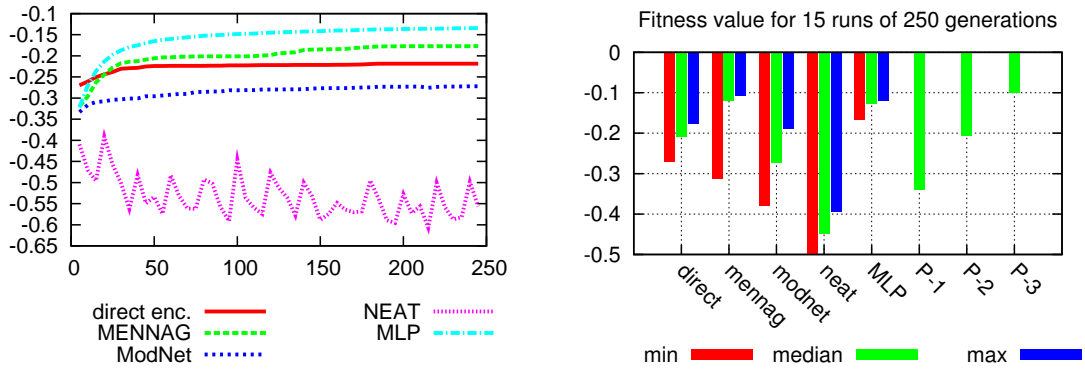 -0.1
-0.15
-0.2
-0.25
-0.3
-0.35
-0.4
-0.45
-0.5
-0.55
-0.6
-0.65
0 50 100 150 200 250
direct enc.
MENNAG
ModNet
NEAT
MLP
Fitness value for 15 runs of 250 generations
0
-0.1
-0.2
-0.3
-0.4
-0.5
direct
mennag
modnet
neat
MLP
P-1
P-2
P-3
min median max